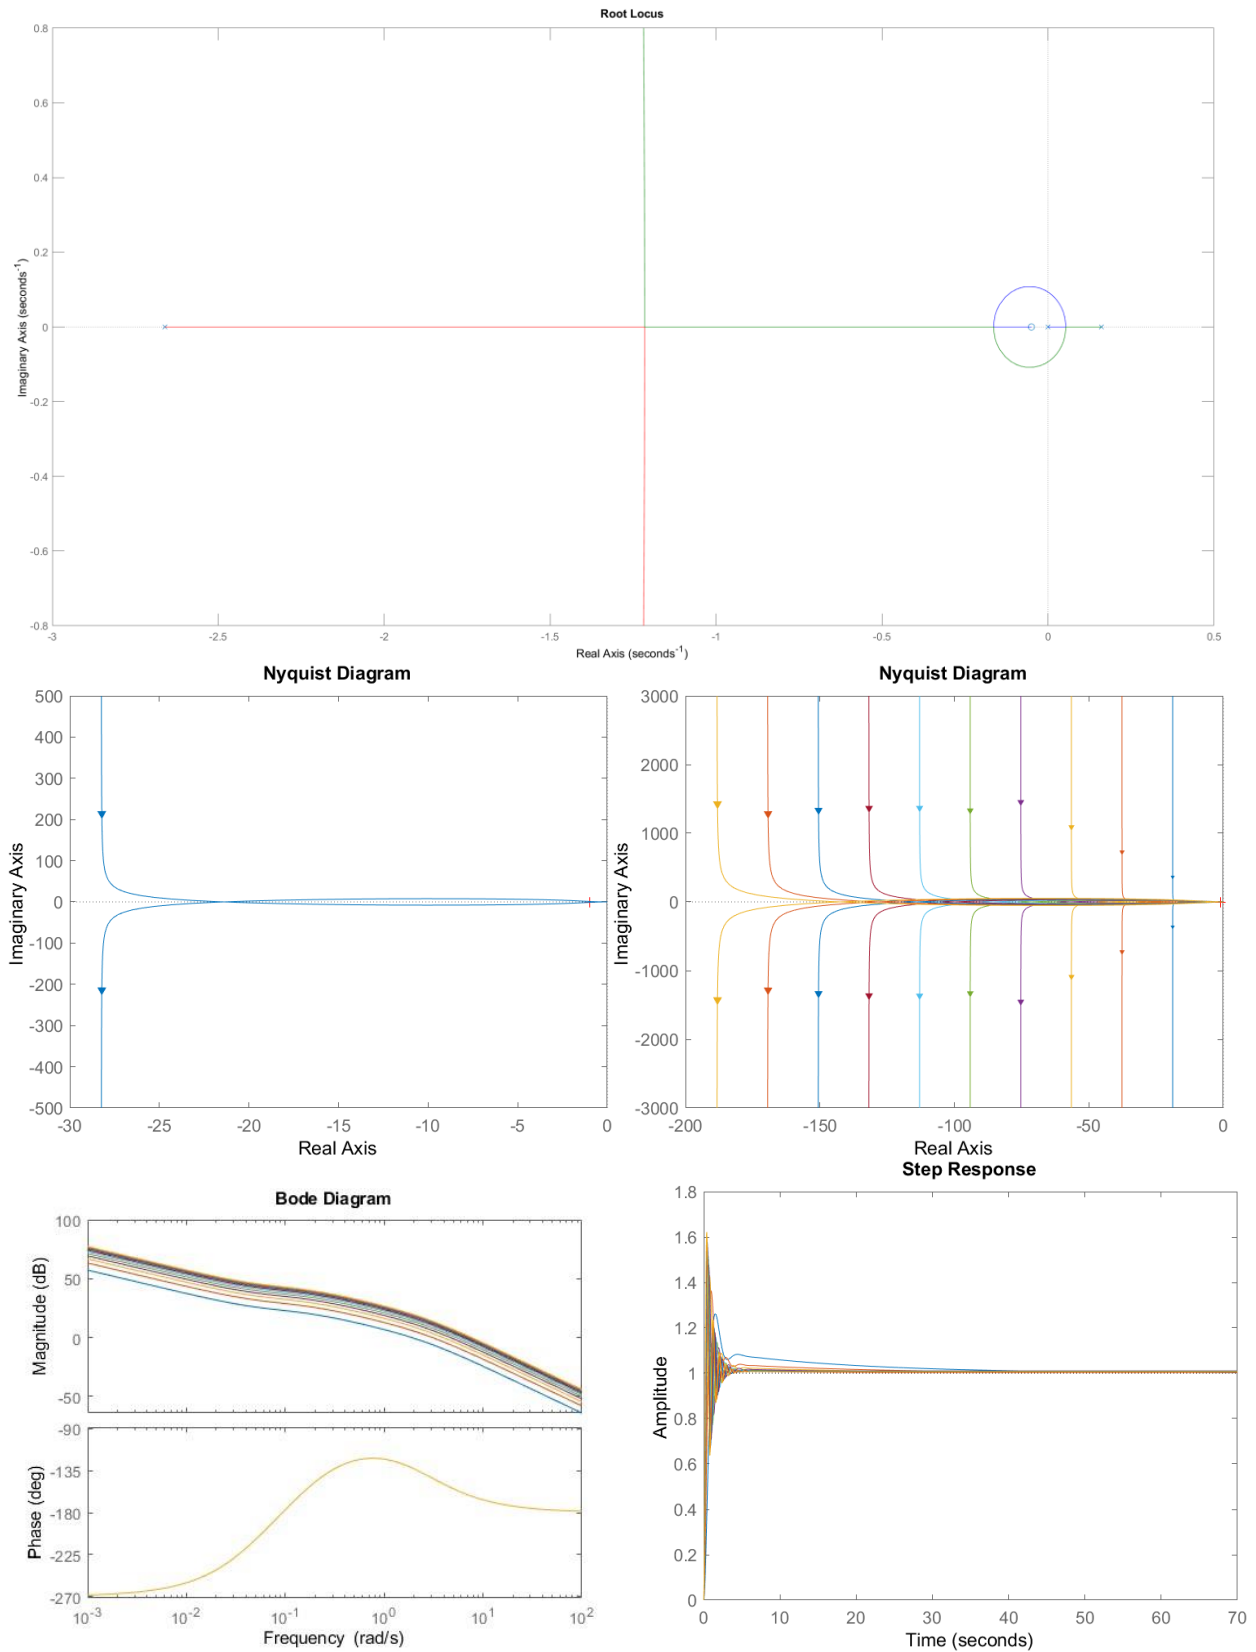 Root Locus
0.8
0.6
0.4
0.2
0
-0.2
-0.4
-0.6
-0.8
Imaginary Axis (seconds-1)
-3 -2.5 -2 -1.5 -1 -0.5 0 0.5
Real Axis (seconds-1)
Nyquist Diagram
500
400
300
200
100
0
-100
-200
-300
-400
-500
Imaginary Axis
-30 -25 -20 -15 -10 -5 0
Real Axis
Nyquist Diagram
3000
2000
1000
0
-1000
-2000
-3000
Imaginary Axis
-200 -150 -100 -50 0
Real Axis
Bode Diagram
100
50
0
-50
Magnitude (dB)
-90
-135
-180
-225
-270
Phase (deg)
10-3 10-2 10-1 100 101 102
Frequency (rad/s)
Step Response
1.8
1.6
1.4
1.2
1
0.8
0.6
0.4
0.2
0
Amplitude
0 10 20 30 40 50 60 70
Time (seconds)